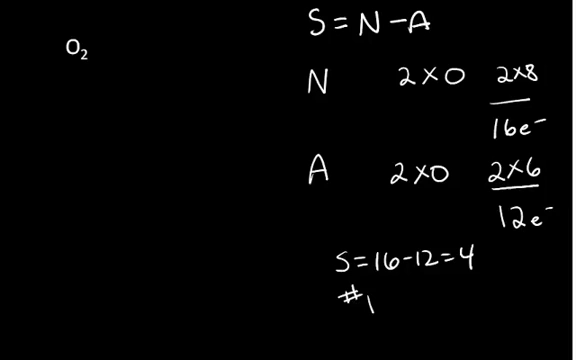 S = N - A
O₂
N 2 × O 2×8
16e⁻
A 2 × O 2×6
12e⁻
S = 16 - 12 = 4
#1